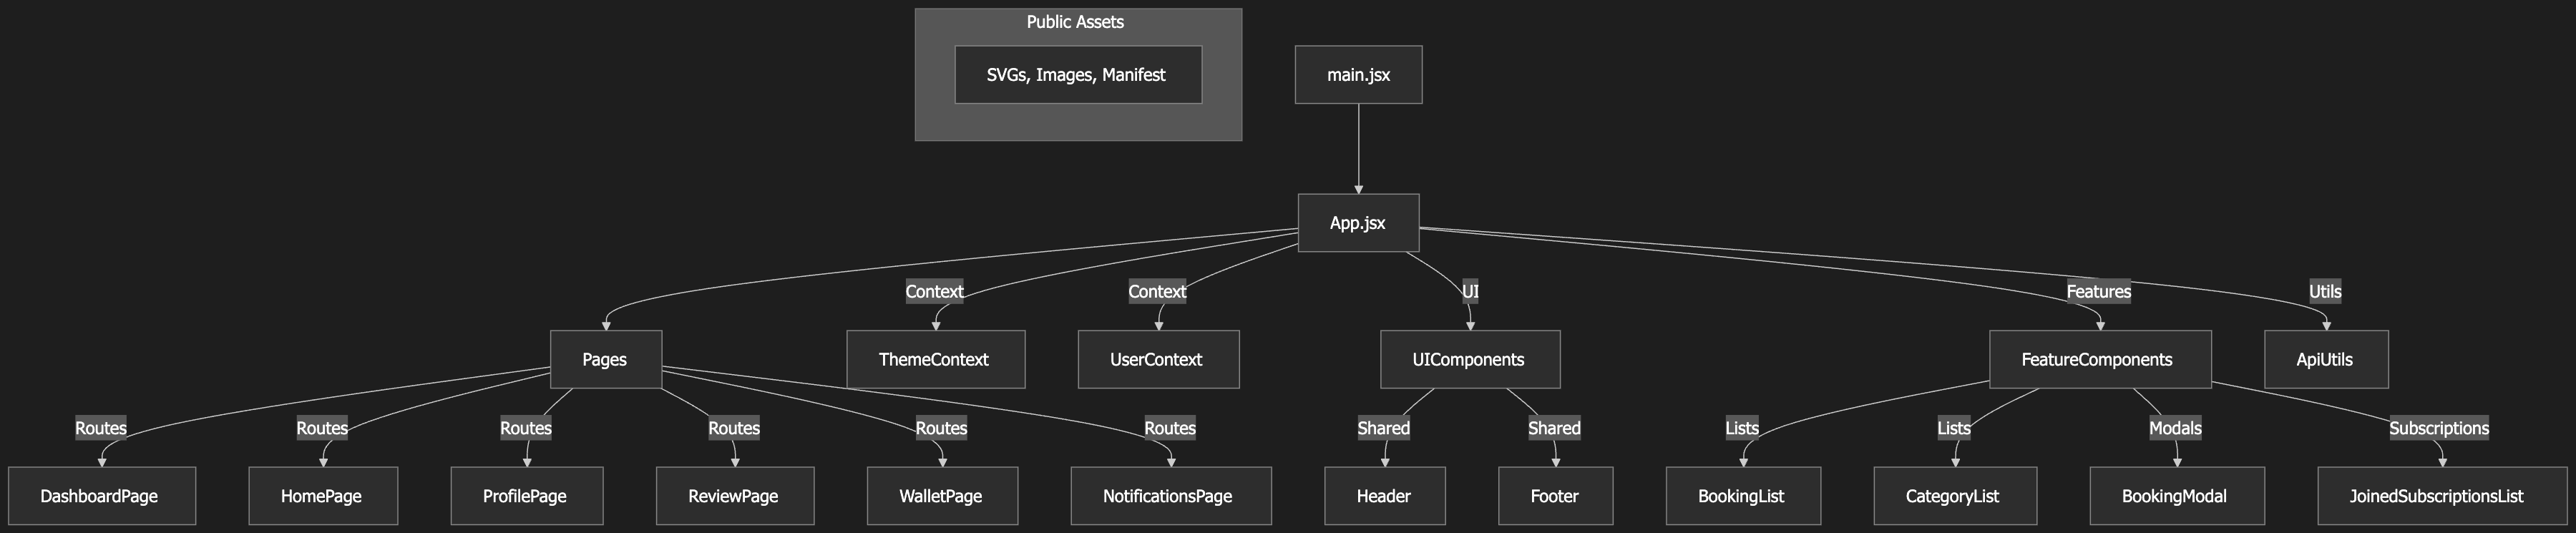 Public Assets
SVGs, Images, Manifest
main.jsx
App.jsx
Context
Context
UI
Features
Utils
Pages
ThemeContext
UserContext
UIComponents
FeatureComponents
ApiUtils
Routes
Routes
Routes
Routes
Routes
Routes
Shared
Shared
Lists
Lists
Modals
Subscriptions
DashboardPage
HomePage
ProfilePage
ReviewPage
WalletPage
NotificationsPage
Header
Footer
BookingList
CategoryList
BookingModal
JoinedSubscriptionsList